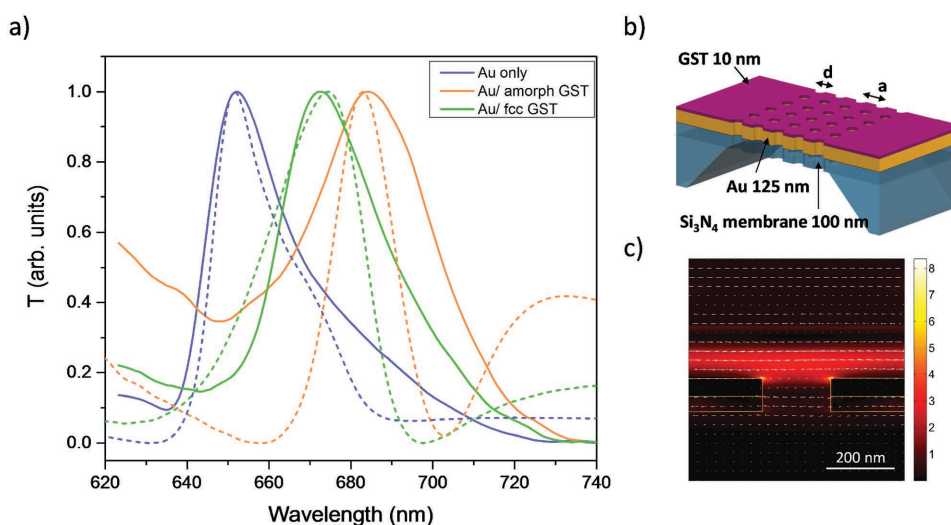 a)
T (arb. units)
1.0
0.8
0.6
0.4
0.2
0.0
620
640
660
680
700
720
740
Wavelength (nm)
Au only
Au/ amorph GST
Au/ fcc GST
b)
GST 10 nm
d
a
Au 125 nm
Si₃N₄ membrane 100 nm
c)
8
7
6
5
4
3
2
1
200 nm